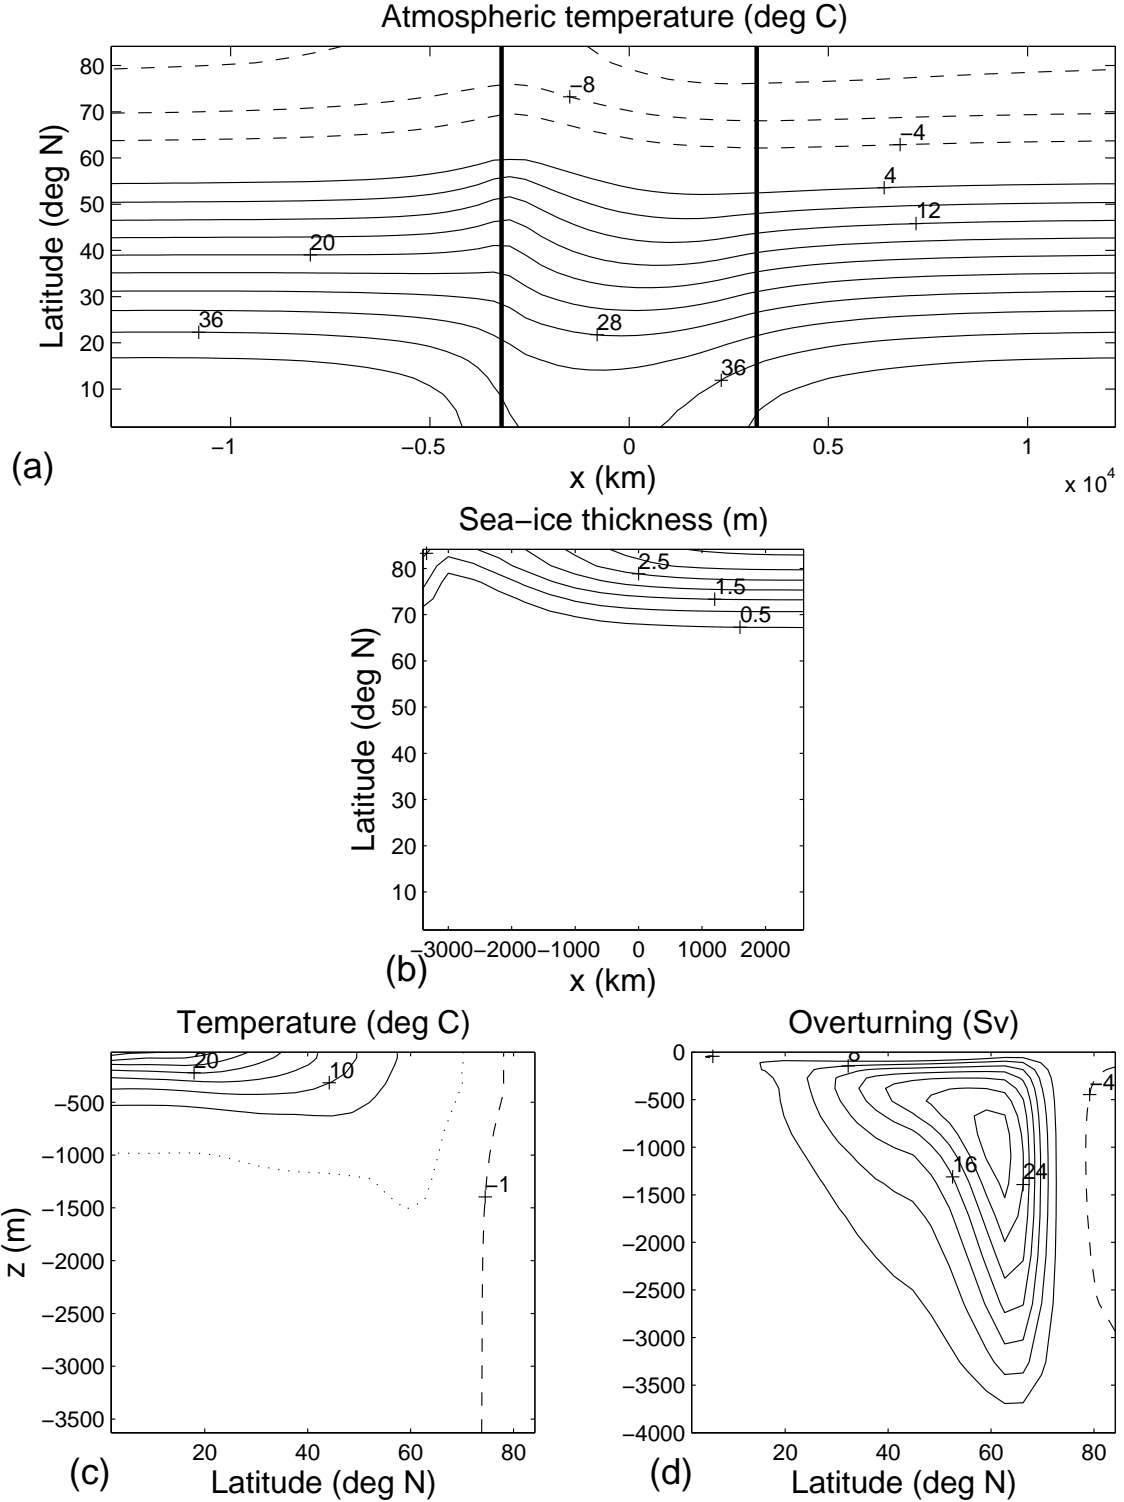 Atmospheric temperature (deg C)
80
70
60
50
40
30
20
10
Latitude (deg N)
−8
−4
4
12
20
28
36
36
−1
−0.5
0
0.5
1
x 10⁴
x (km)
(a)
Sea−ice thickness (m)
80
70
60
50
40
30
20
10
Latitude (deg N)
2.5
1.5
0.5
−3000 −2000 −1000 0 1000 2000
x (km)
(b)
Temperature (deg C)
−500
−1000
−1500
−2000
−2500
−3000
−3500
z (m)
20
10
−1
20 40 60 80
Latitude (deg N)
(c)
Overturning (Sv)
0
−500
−1000
−1500
−2000
−2500
−3000
−3500
−4000
8
−4
16
24
20 40 60 80
Latitude (deg N)
(d)